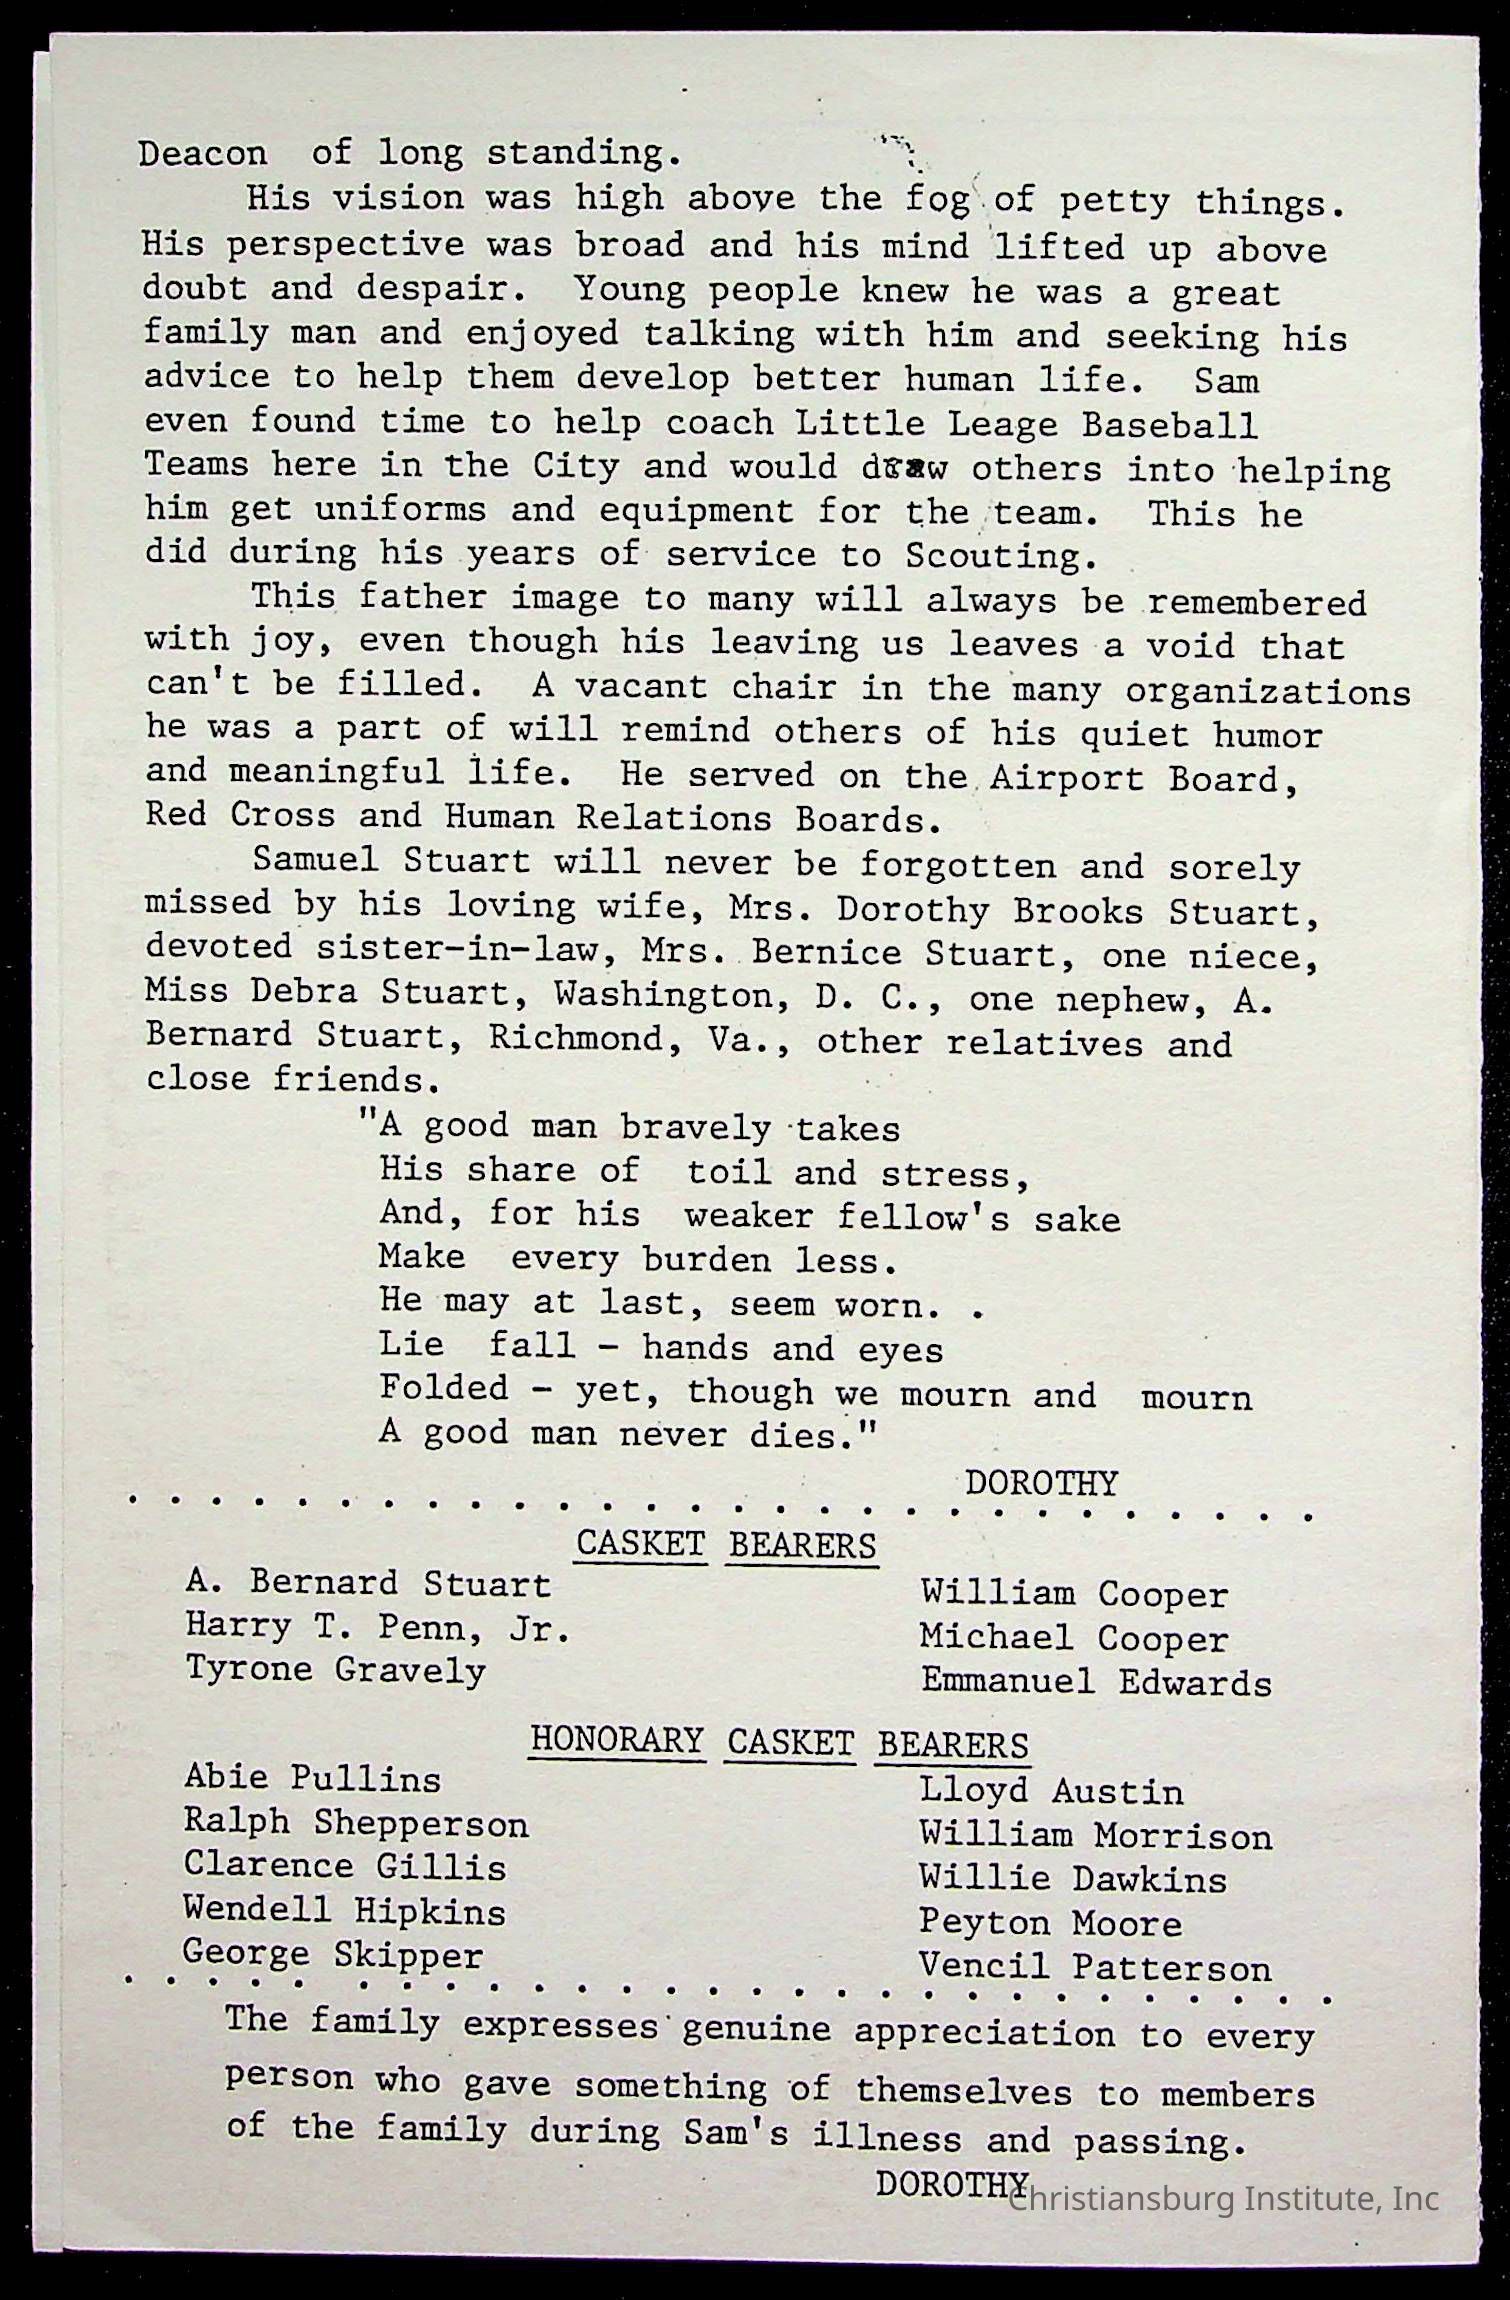 Deacon  of long standing.
His vision was high above the fog of petty things.
His perspective was broad and his mind lifted up above
doubt and despair.  Young people knew he was a great
family man and enjoyed talking with him and seeking his
advice to help them develop better human life.  Sam
even found time to help coach Little Leage Baseball
Teams here in the City and would draw others into helping
him get uniforms and equipment for the team.  This he
did during his years of service to Scouting.
This father image to many will always be remembered
with joy, even though his leaving us leaves a void that
can't be filled.  A vacant chair in the many organizations
he was a part of will remind others of his quiet humor
and meaningful life.  He served on the Airport Board,
Red Cross and Human Relations Boards.
Samuel Stuart will never be forgotten and sorely
missed by his loving wife, Mrs. Dorothy Brooks Stuart,
devoted sister-in-law, Mrs. Bernice Stuart, one niece,
Miss Debra Stuart, Washington, D. C., one nephew, A.
Bernard Stuart, Richmond, Va., other relatives and
close friends.
"A good man bravely takes
His share of  toil and stress,
And, for his  weaker fellow's sake
Make  every burden less.
He may at last, seem worn. .
Lie  fall - hands and eyes
Folded - yet, though we mourn and  mourn
A good man never dies."
DOROTHY
. . . . . . . . . . . . . . . . . . . . . . . . . . . .
CASKET BEARERS
A. Bernard Stuart William Cooper
Harry T. Penn, Jr. Michael Cooper
Tyrone Gravely Emmanuel Edwards
HONORARY CASKET BEARERS
Abie Pullins Lloyd Austin
Ralph Shepperson William Morrison
Clarence Gillis Willie Dawkins
Wendell Hipkins Peyton Moore
George Skipper Vencil Patterson
. . . . . . . . . . . . . . . . . . . . . . . . . . . .
The family expresses genuine appreciation to every
person who gave something of themselves to members
of the family during Sam's illness and passing.
DOROTHY
Christiansburg Institute, Inc